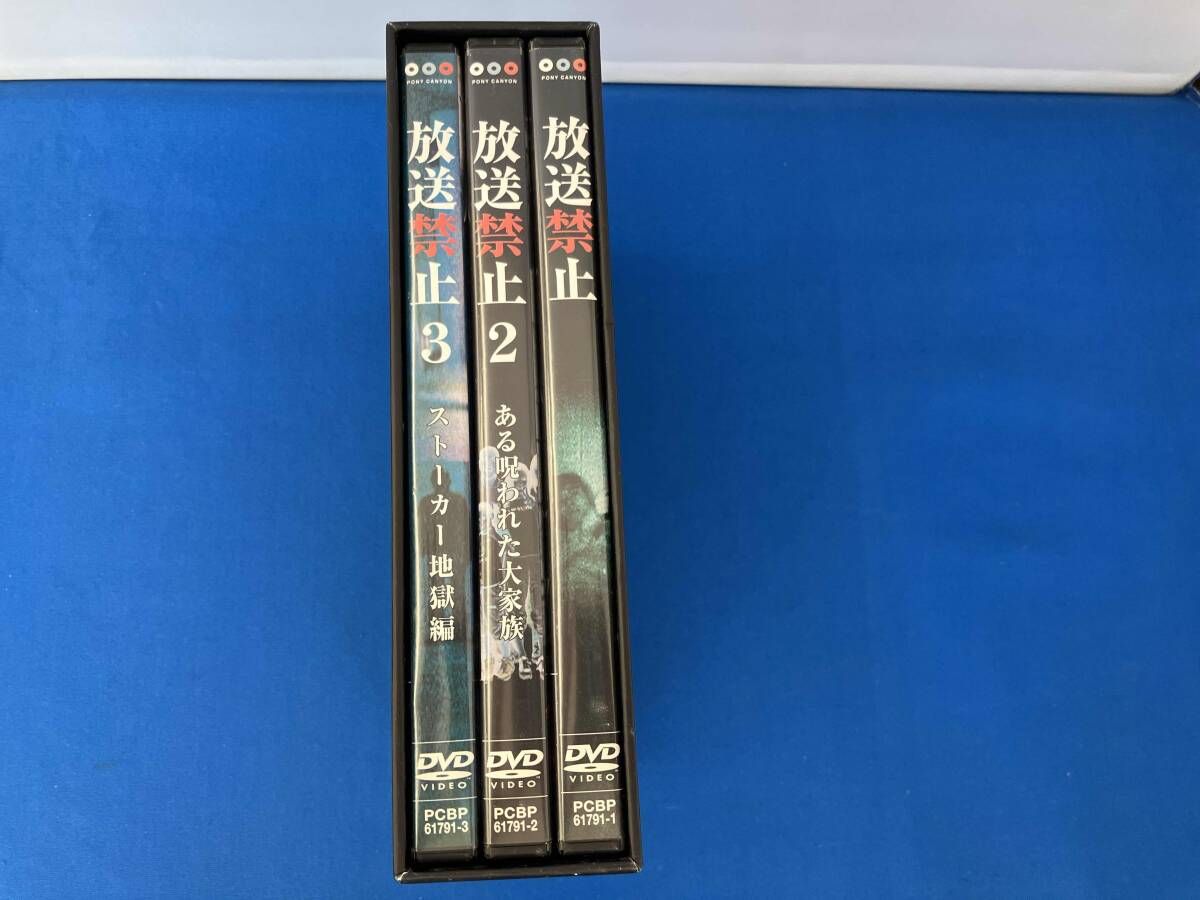 PONY CANYON
放送禁止3
ストーカー地獄編
DVD
VIDEO
PCBP
61791-3
PONY CANYON
放送禁止2
ある呪われた大家族
DVD
VIDEO
PCBP
61791-2
PONY CANYON
放送禁止
DVD
VIDEO
PCBP
61791-1